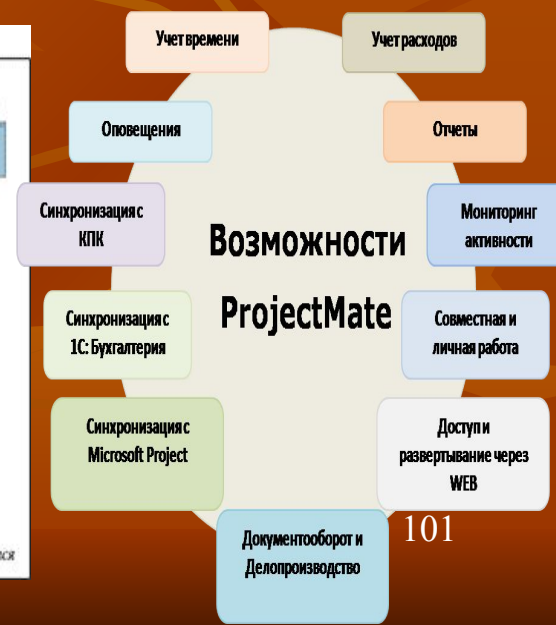 Учет времени
Учет расходов
Оповещения
Отчеты
Синхронизация с
КПК
Мониторинг
активности
Возможности
ProjectMate
Синхронизация с
1С: Бухгалтерия
Совместная и
личная работа
Синхронизация с
Microsoft Project
Доступ и
развертывание через
WEB
Документооборот и
Делопроизводство
101